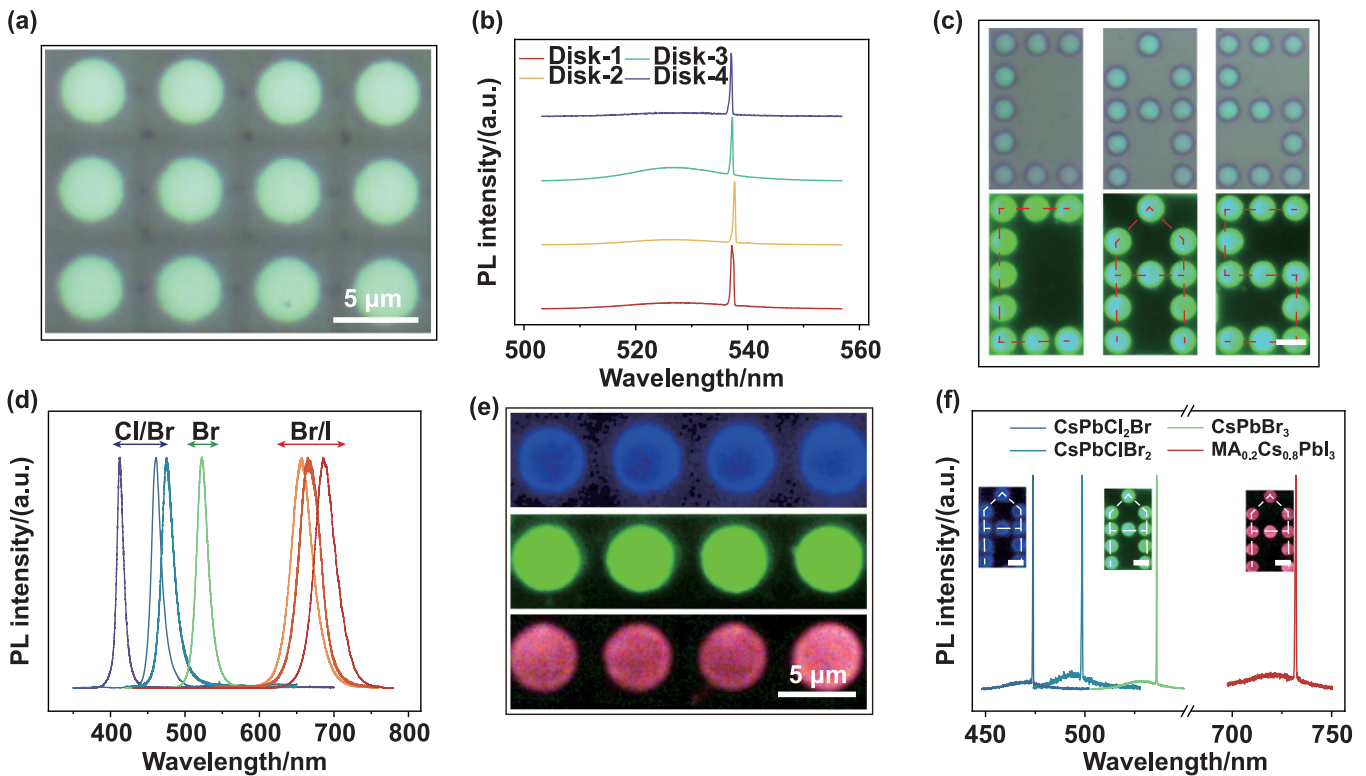 (a)
5 µm
(b)
Disk-1
Disk-3
Disk-2
Disk-4
PL intensity/(a.u.)
500 520 540 560
Wavelength/nm
(c)
(d)
Cl/Br
Br
Br/I
PL intensity/(a.u.)
400 500 600 700 800
Wavelength/nm
(e)
5 µm
(f)
CsPbCl₂Br
CsPbBr₃
CsPbClBr₂
MA₀.₂Cs₀.₈PbI₃
PL intensity/(a.u.)
450 500 700 750
Wavelength/nm